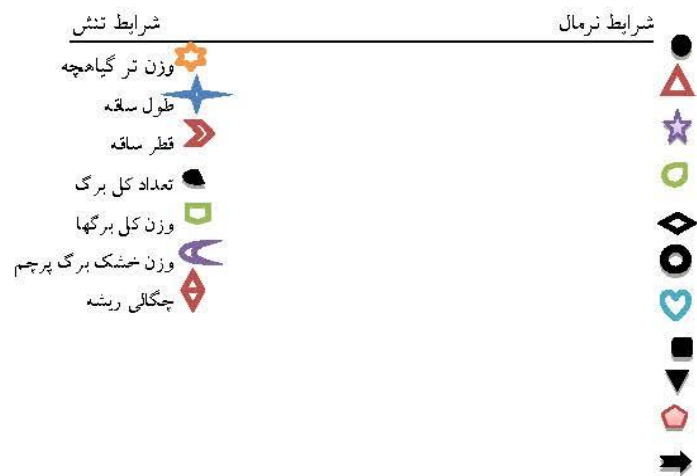 شرایط نرمال
شرایط تنش
وزن تر گیاهچه
طول ساقه
قطر ساقه
تعداد کل برگ
وزن کل برگها
وزن خشک برگ پرچم
چگالی ریشه